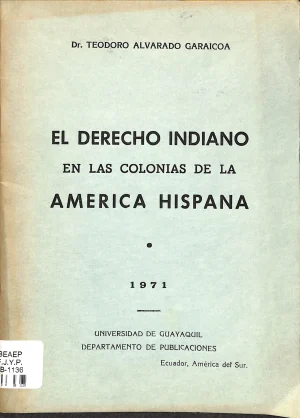 Dr. TEODORO ALVARADO GARAICOA
EL DERECHO INDIANO
EN LAS COLONIAS DE LA
AMERICA HISPANA
1971
UNIVERSIDAD DE GUAYAQUIL
DEPARTAMENTO DE PUBLICACIONES
Ecuador, América del Sur.
BEAEP
F.J.Y.P.
B-1136